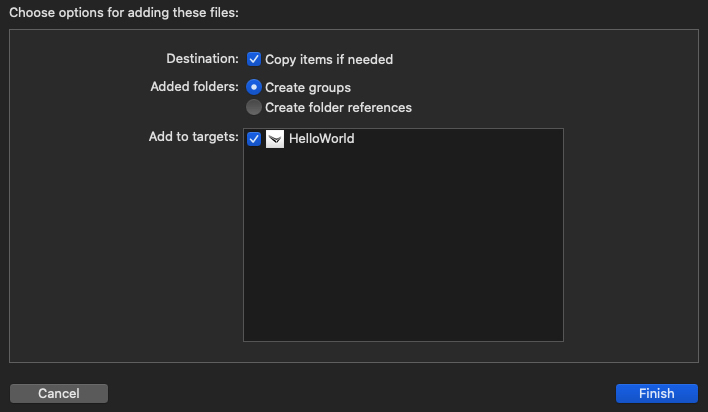 Choose options for adding these files:
Destination: Copy items if needed
Added folders: Create groups
Create folder references
Add to targets: HelloWorld
Cancel Finish